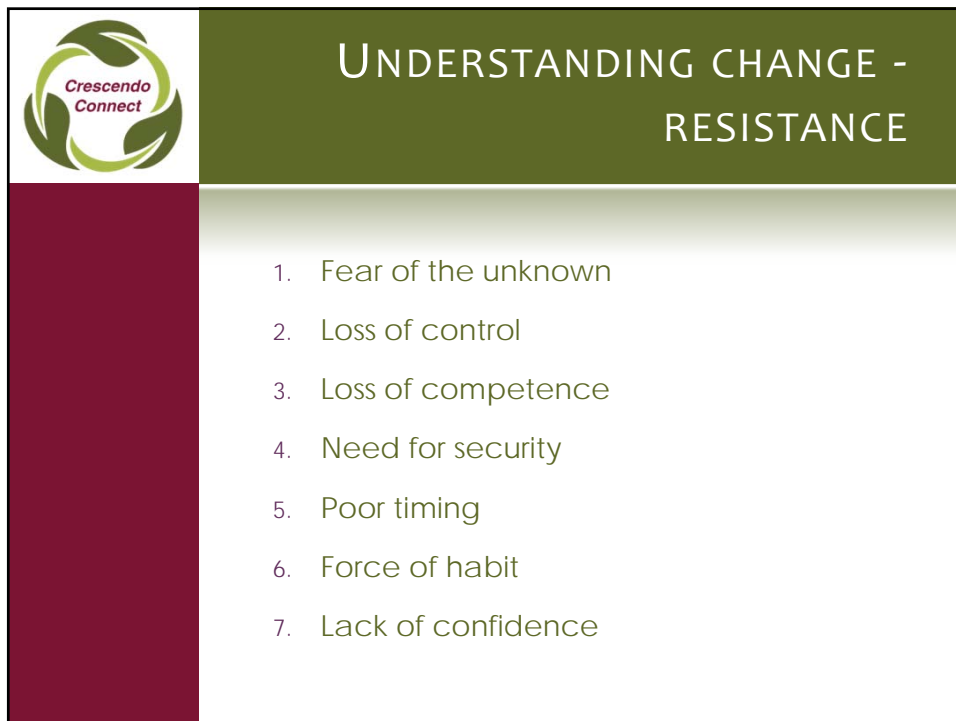 Crescendo
Connect
UNDERSTANDING CHANGE -
RESISTANCE
1. Fear of the unknown
2. Loss of control
3. Loss of competence
4. Need for security
5. Poor timing
6. Force of habit
7. Lack of confidence